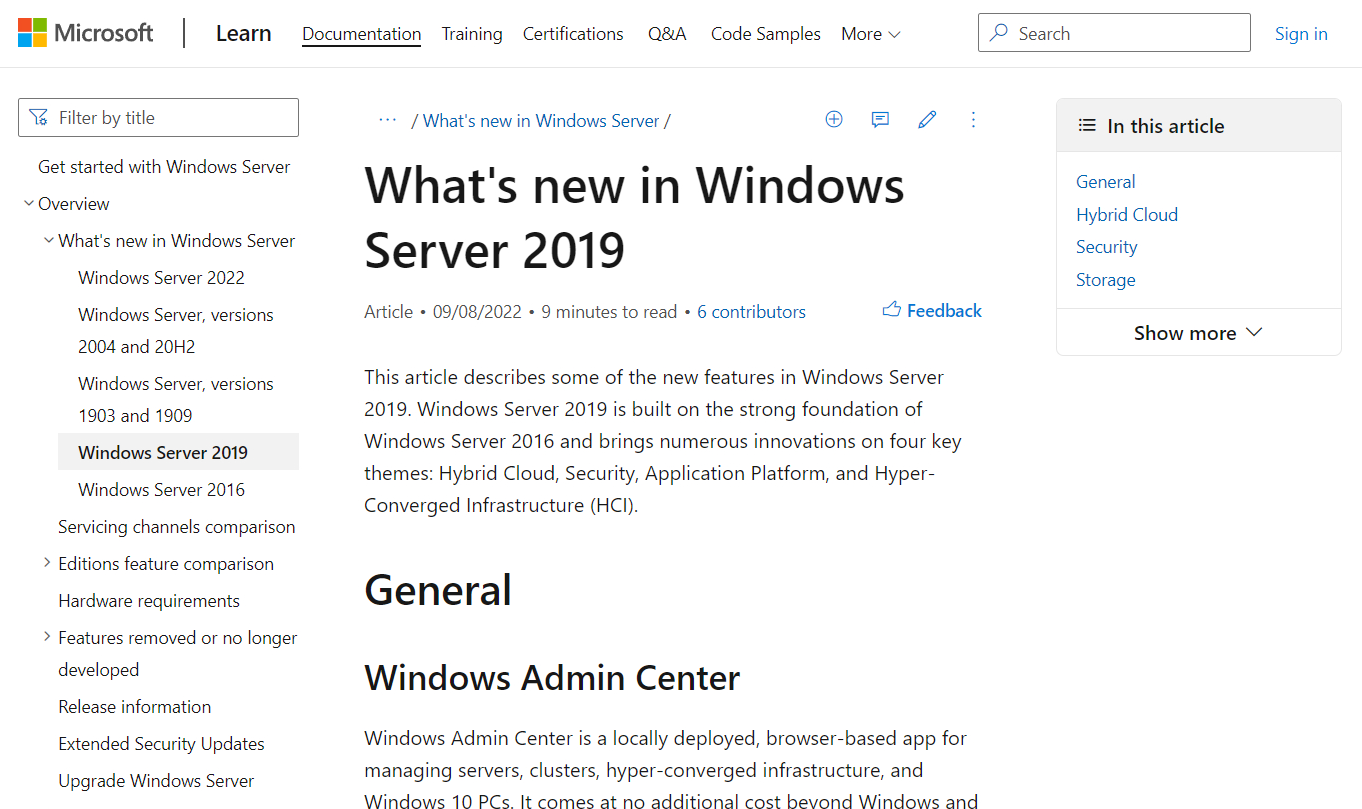 Microsoft
Learn
Documentation
Training
Certifications
Q&A
Code Samples
More
Search
Sign in
Filter by title
Get started with Windows Server
Overview
What's new in Windows Server
Windows Server 2022
Windows Server, versions
2004 and 20H2
Windows Server, versions
1903 and 1909
Windows Server 2019
Windows Server 2016
Servicing channels comparison
Editions feature comparison
Hardware requirements
Features removed or no longer
developed
Release information
Extended Security Updates
Upgrade Windows Server
··· / What's new in Windows Server /
What's new in Windows
Server 2019
Article • 09/08/2022 • 9 minutes to read • 6 contributors
Feedback
This article describes some of the new features in Windows Server
2019. Windows Server 2019 is built on the strong foundation of
Windows Server 2016 and brings numerous innovations on four key
themes: Hybrid Cloud, Security, Application Platform, and Hyper-
Converged Infrastructure (HCI).
General
Windows Admin Center
Windows Admin Center is a locally deployed, browser-based app for
managing servers, clusters, hyper-converged infrastructure, and
Windows 10 PCs. It comes at no additional cost beyond Windows and
In this article
General
Hybrid Cloud
Security
Storage
Show more